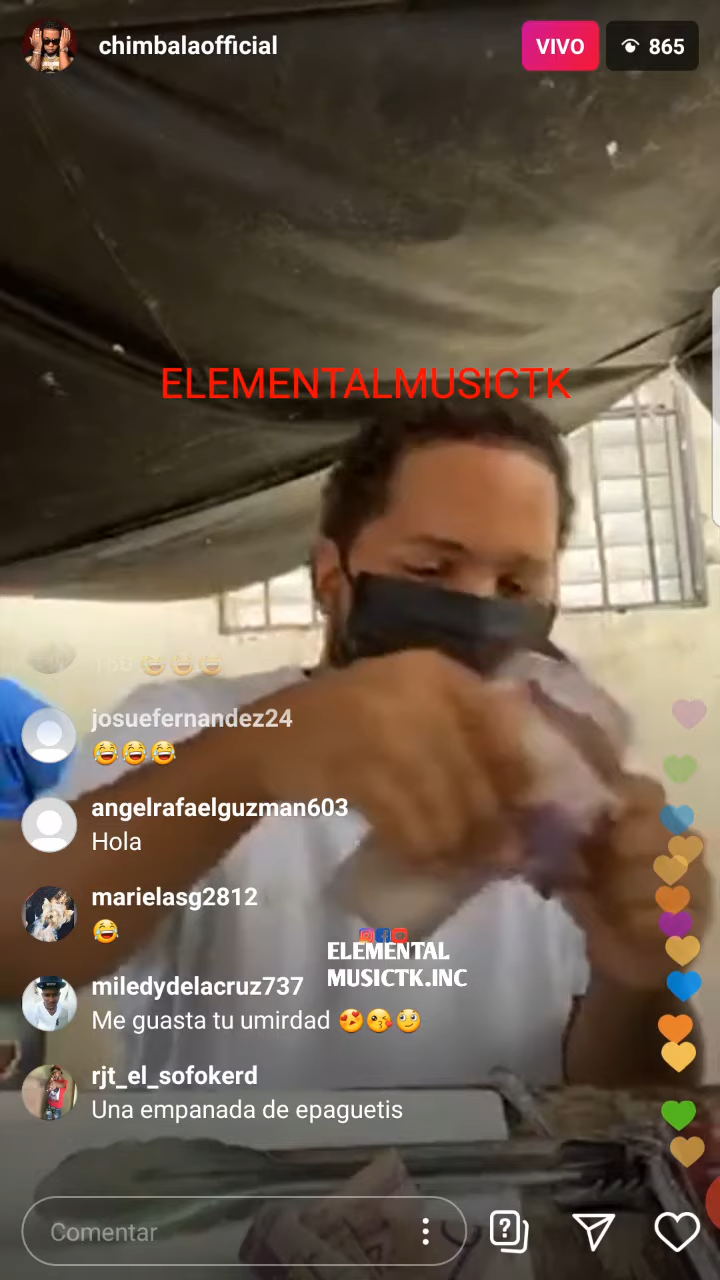 chimbalaofficial
VIVO
865
ELEMENTALMUSICTK
josuefernandez24
😂😂😂
angelrafaelguzman603
Hola
marielasg2812
😂
ELEMENTAL
MUSICTK.INC
miledydelacruz737
Me guasta tu umirdad 😍😘🙄
rjt_el_sofokerd
Una empanada de epaguetis
Comentar